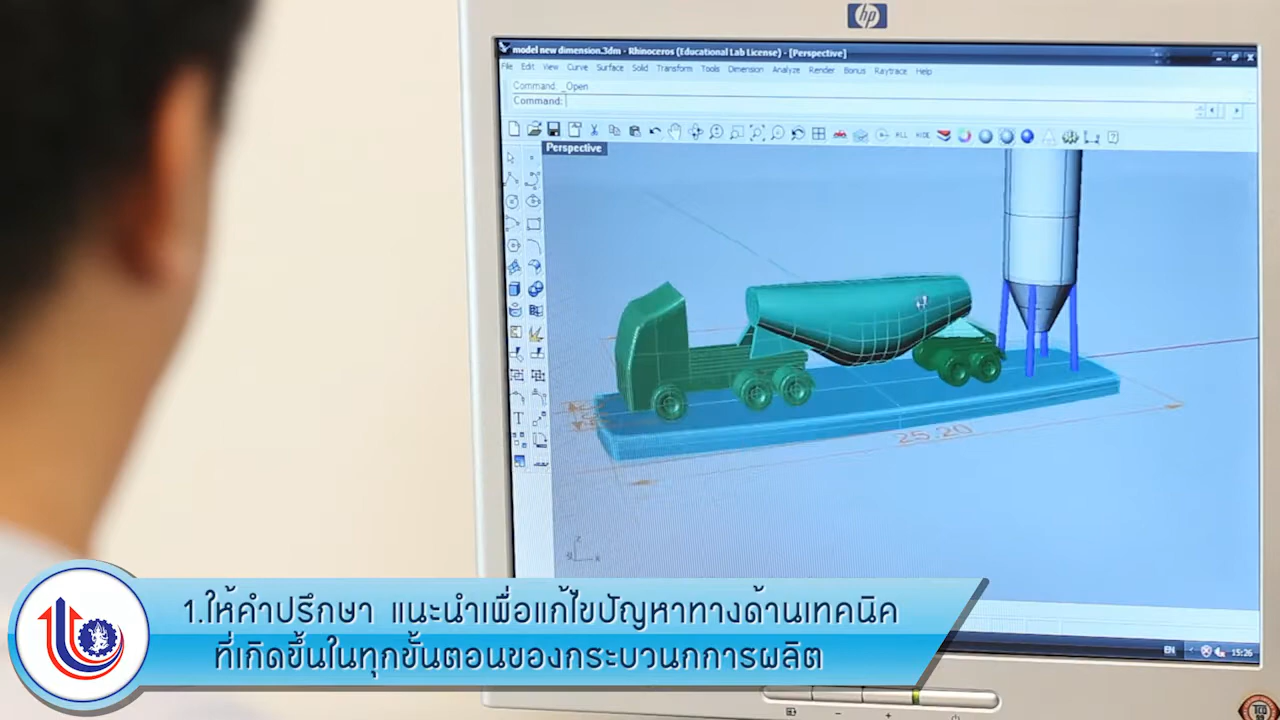 hp
model new dimension.3dm - Rhinoceros (Educational Lab License) - [Perspective]
File Edit View Curve Surface Solid Transform Tools Dimension Analyze Render Bonus Raytrace Help
Command: _Open
Command:
Perspective
25.20
z
x
T
EN 15:26
1.ให้คำปรึกษา แนะนำเพื่อแก้ไขปัญหาทางด้านเทคนิค
ที่เกิดขึ้นในทุกขั้นตอนของกระบวนกการผลิต
TCO